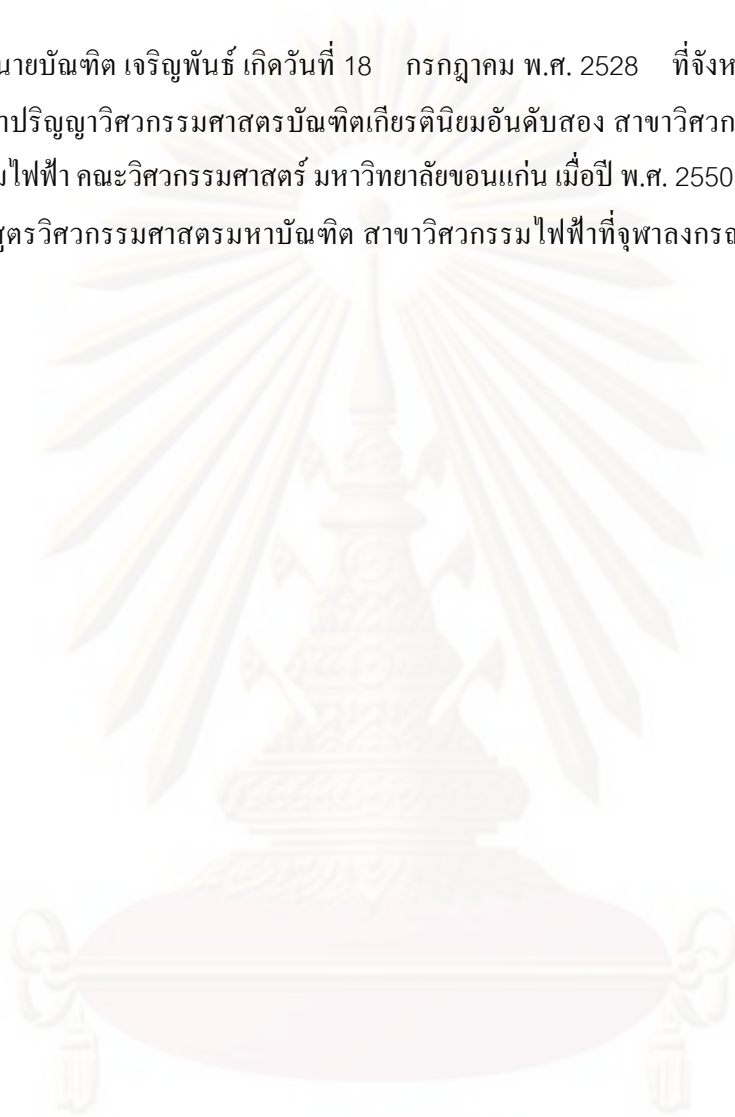 นายบัณฑิต เจริญพันธ์ เกิดวันที่ 18 กรกฎาคม พ.ศ. 2528 ที่จังห
าปริญญาวิศวกรรมศาสตรบัณฑิตเกียรตินิยมอันดับสอง สาขาวิศวก
มไฟฟ้า คณะวิศวกรรมศาสตร์ มหาวิทยาลัยขอนแก่น เมื่อปี พ.ศ. 2550
สูตรวิศวกรรมศาสตรมหาบัณฑิต สาขาวิศวกรรมไฟฟ้าที่จุฬาลงกรณ